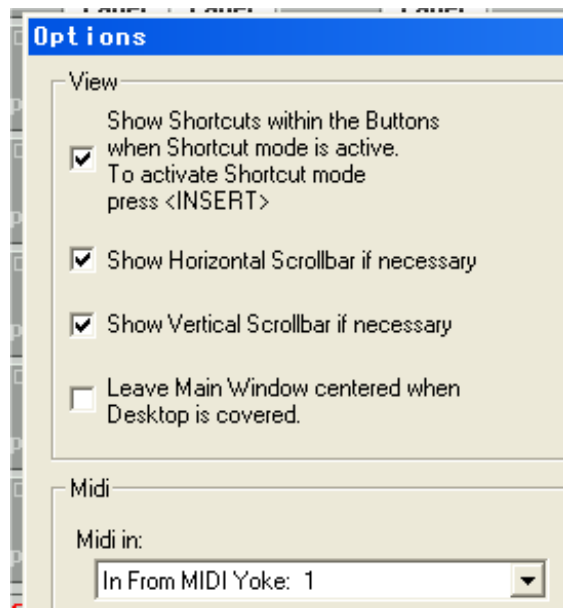 Options
View
Show Shortcuts within the Buttons
when Shortcut mode is active.
To activate Shortcut mode
press <INSERT>
Show Horizontal Scrollbar if necessary
Show Vertical Scrollbar if necessary
Leave Main Window centered when
Desktop is covered.
Midi
Midi in:
In From MIDI Yoke: 1